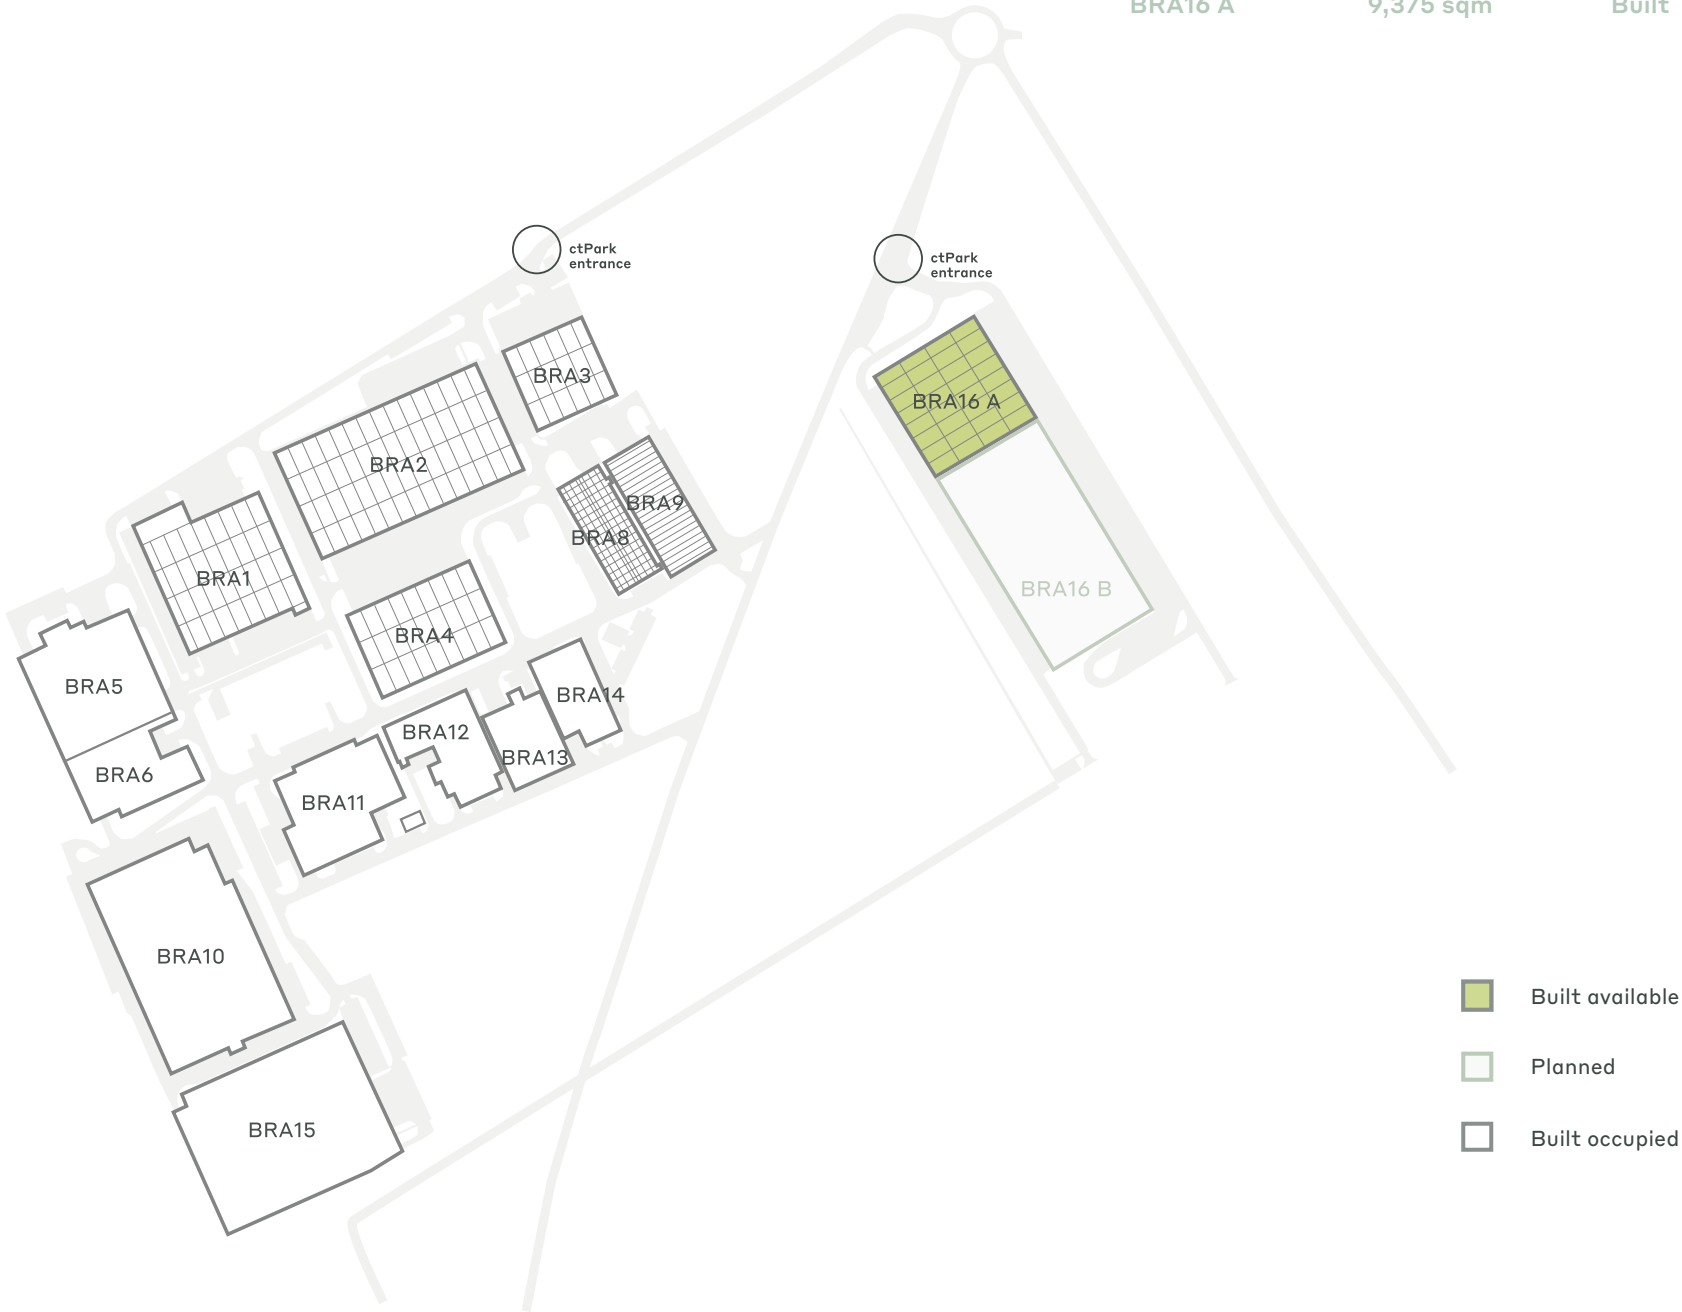 BRA16 A 9,375 sqm Built
ctPark
entrance
ctPark
entrance
BRA3
BRA16 A
BRA2
BRA9
BRA8
BRA1
BRA16 B
BRA4
BRA5
BRA14
BRA12
BRA13
BRA6
BRA11
BRA10
Built available
Planned
BRA15
Built occupied